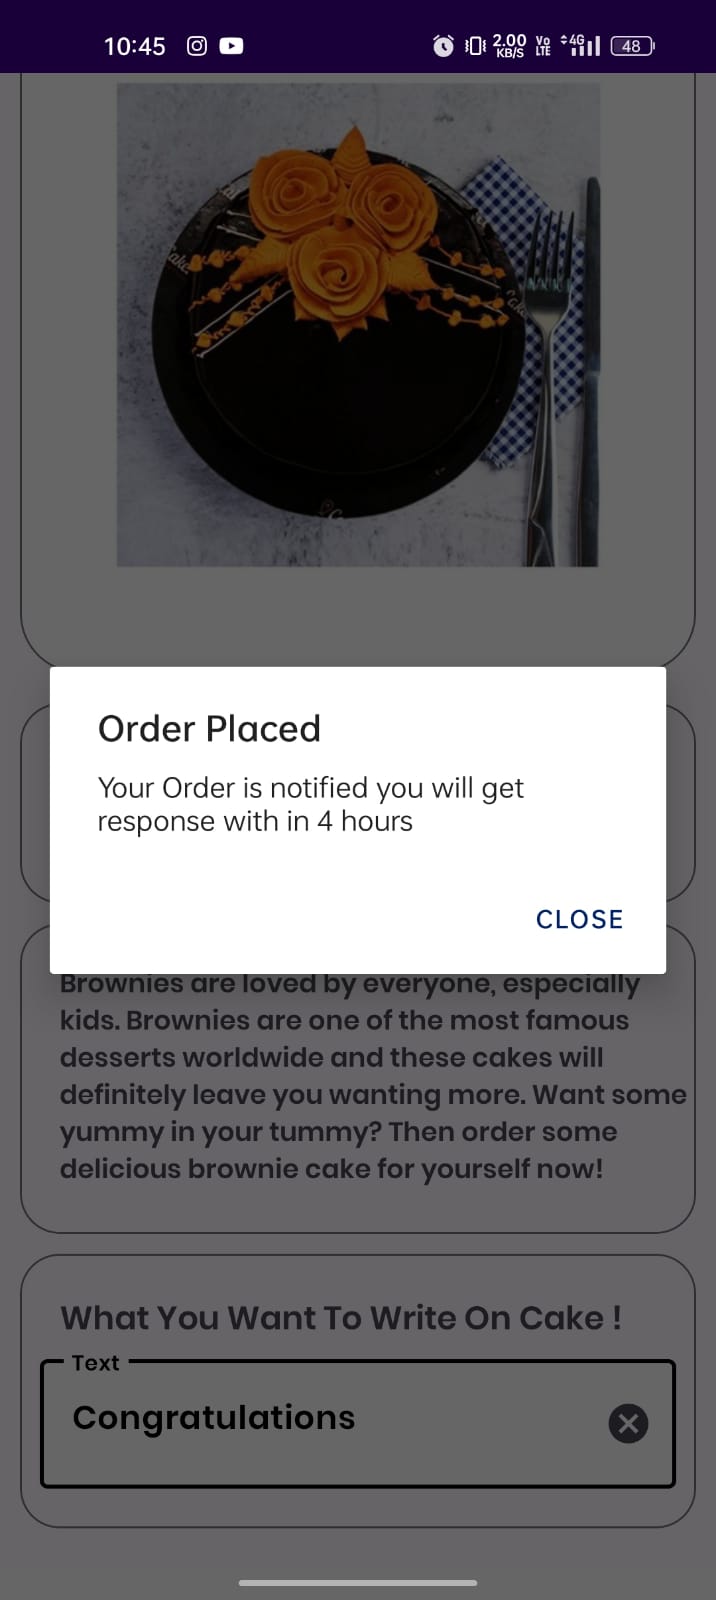 10:45
2.00
KB/S
Vo
LTE
4G
48
Cake
Order Placed
Your Order is notified you will get
response with in 4 hours
CLOSE
Brownies are loved by everyone, especially
kids. Brownies are one of the most famous
desserts worldwide and these cakes will
definitely leave you wanting more. Want some
yummy in your tummy? Then order some
delicious brownie cake for yourself now!
What You Want To Write On Cake !
Text
Congratulations